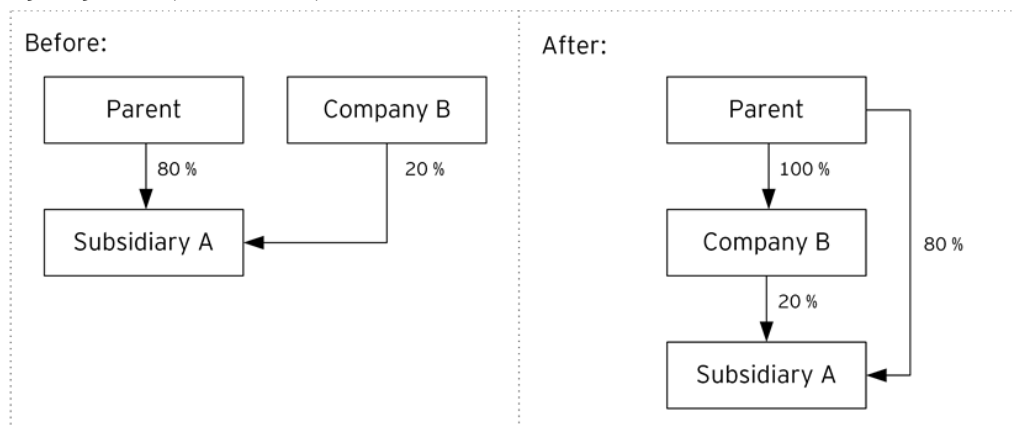 Before:
Parent
Company B
80 %
20 %
Subsidiary A
After:
Parent
100 %
Company B
80 %
20 %
Subsidiary A